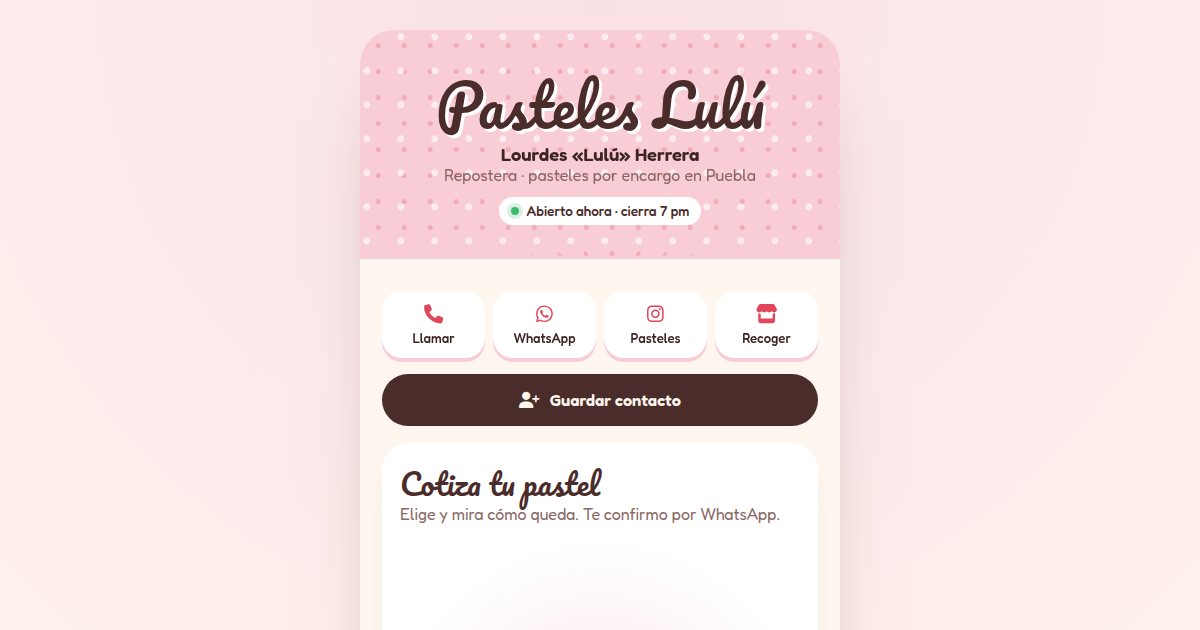 Pasteles Lulú
Lourdes «Lulú» Herrera
Repostera · pasteles por encargo en Puebla
Abierto ahora · cierra 7 pm
Llamar
WhatsApp
Pasteles
Recoger
Guardar contacto
Cotiza tu pastel
Elige y mira cómo queda. Te confirmo por WhatsApp.